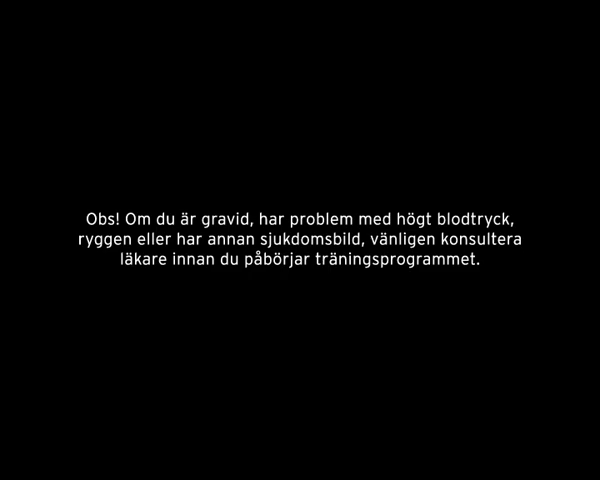 Obs! Om du är gravid, har problem med högt blodtryck,
ryggen eller har annan sjukdomsbild, vänligen konsultera
läkare innan du påbörjar träningsprogrammet.